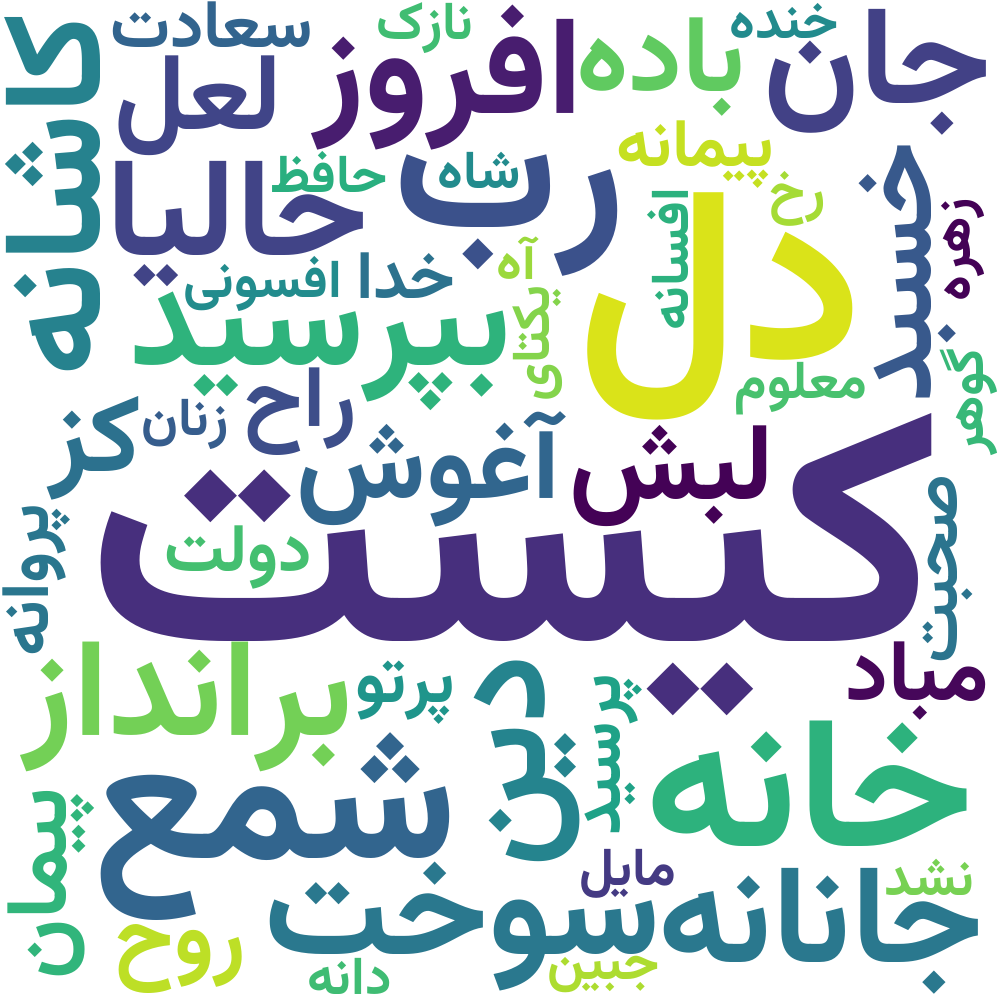 سعادت
نازک
خنده
جان
باده
افروز
کاشانه
لعل
پیمانه
شاه
حافظ
رب
حالیا
رخ
خسبد
زهره
افسانه
دل
آه
خدا
افسونی
یکتای
ببرسید
گوهر
معلوم
راح
زنان
کز
آغوش
لبش
کیست
دولت
پروانه
صحبت
مباد
برانداز
پرتو
دین
پرسید
خانه
شمع
پیمان
مایل
نشد
جانانه
سوخت
روح
جبین
دانه